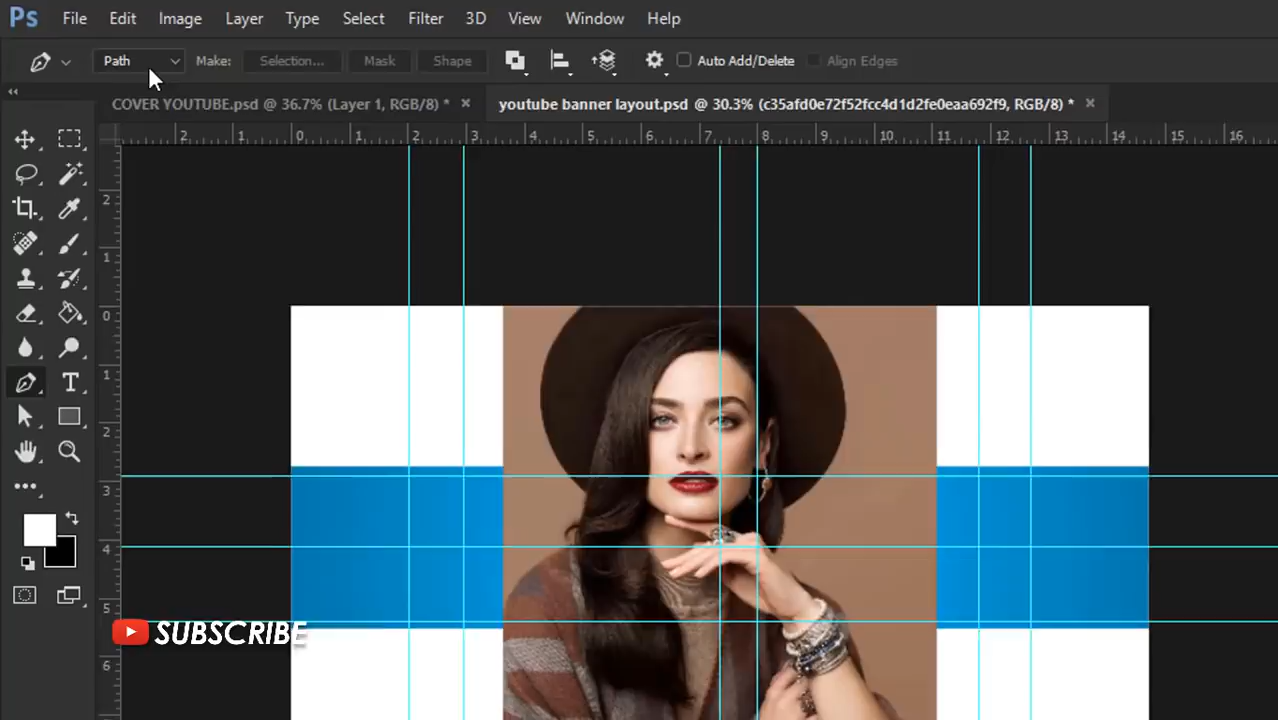 Ps File Edit Image Layer Type Select Filter 3D View Window Help
Path Make: Selection... Mask Shape Auto Add/Delete Align Edges
COVER YOUTUBE.psd @ 36.7% (Layer 1, RGB/8) * × youtube banner layout.psd @ 30.3% (c35afd0e72f52fcc4d1d2fe0eaa692f9, RGB/8) * ×
2 1 0 1 2 3 4 5 6 7 8 9 10 11 12 13 14 15 16
2
1
0
1
2
3
4
5
6
T
SUBSCRIBE